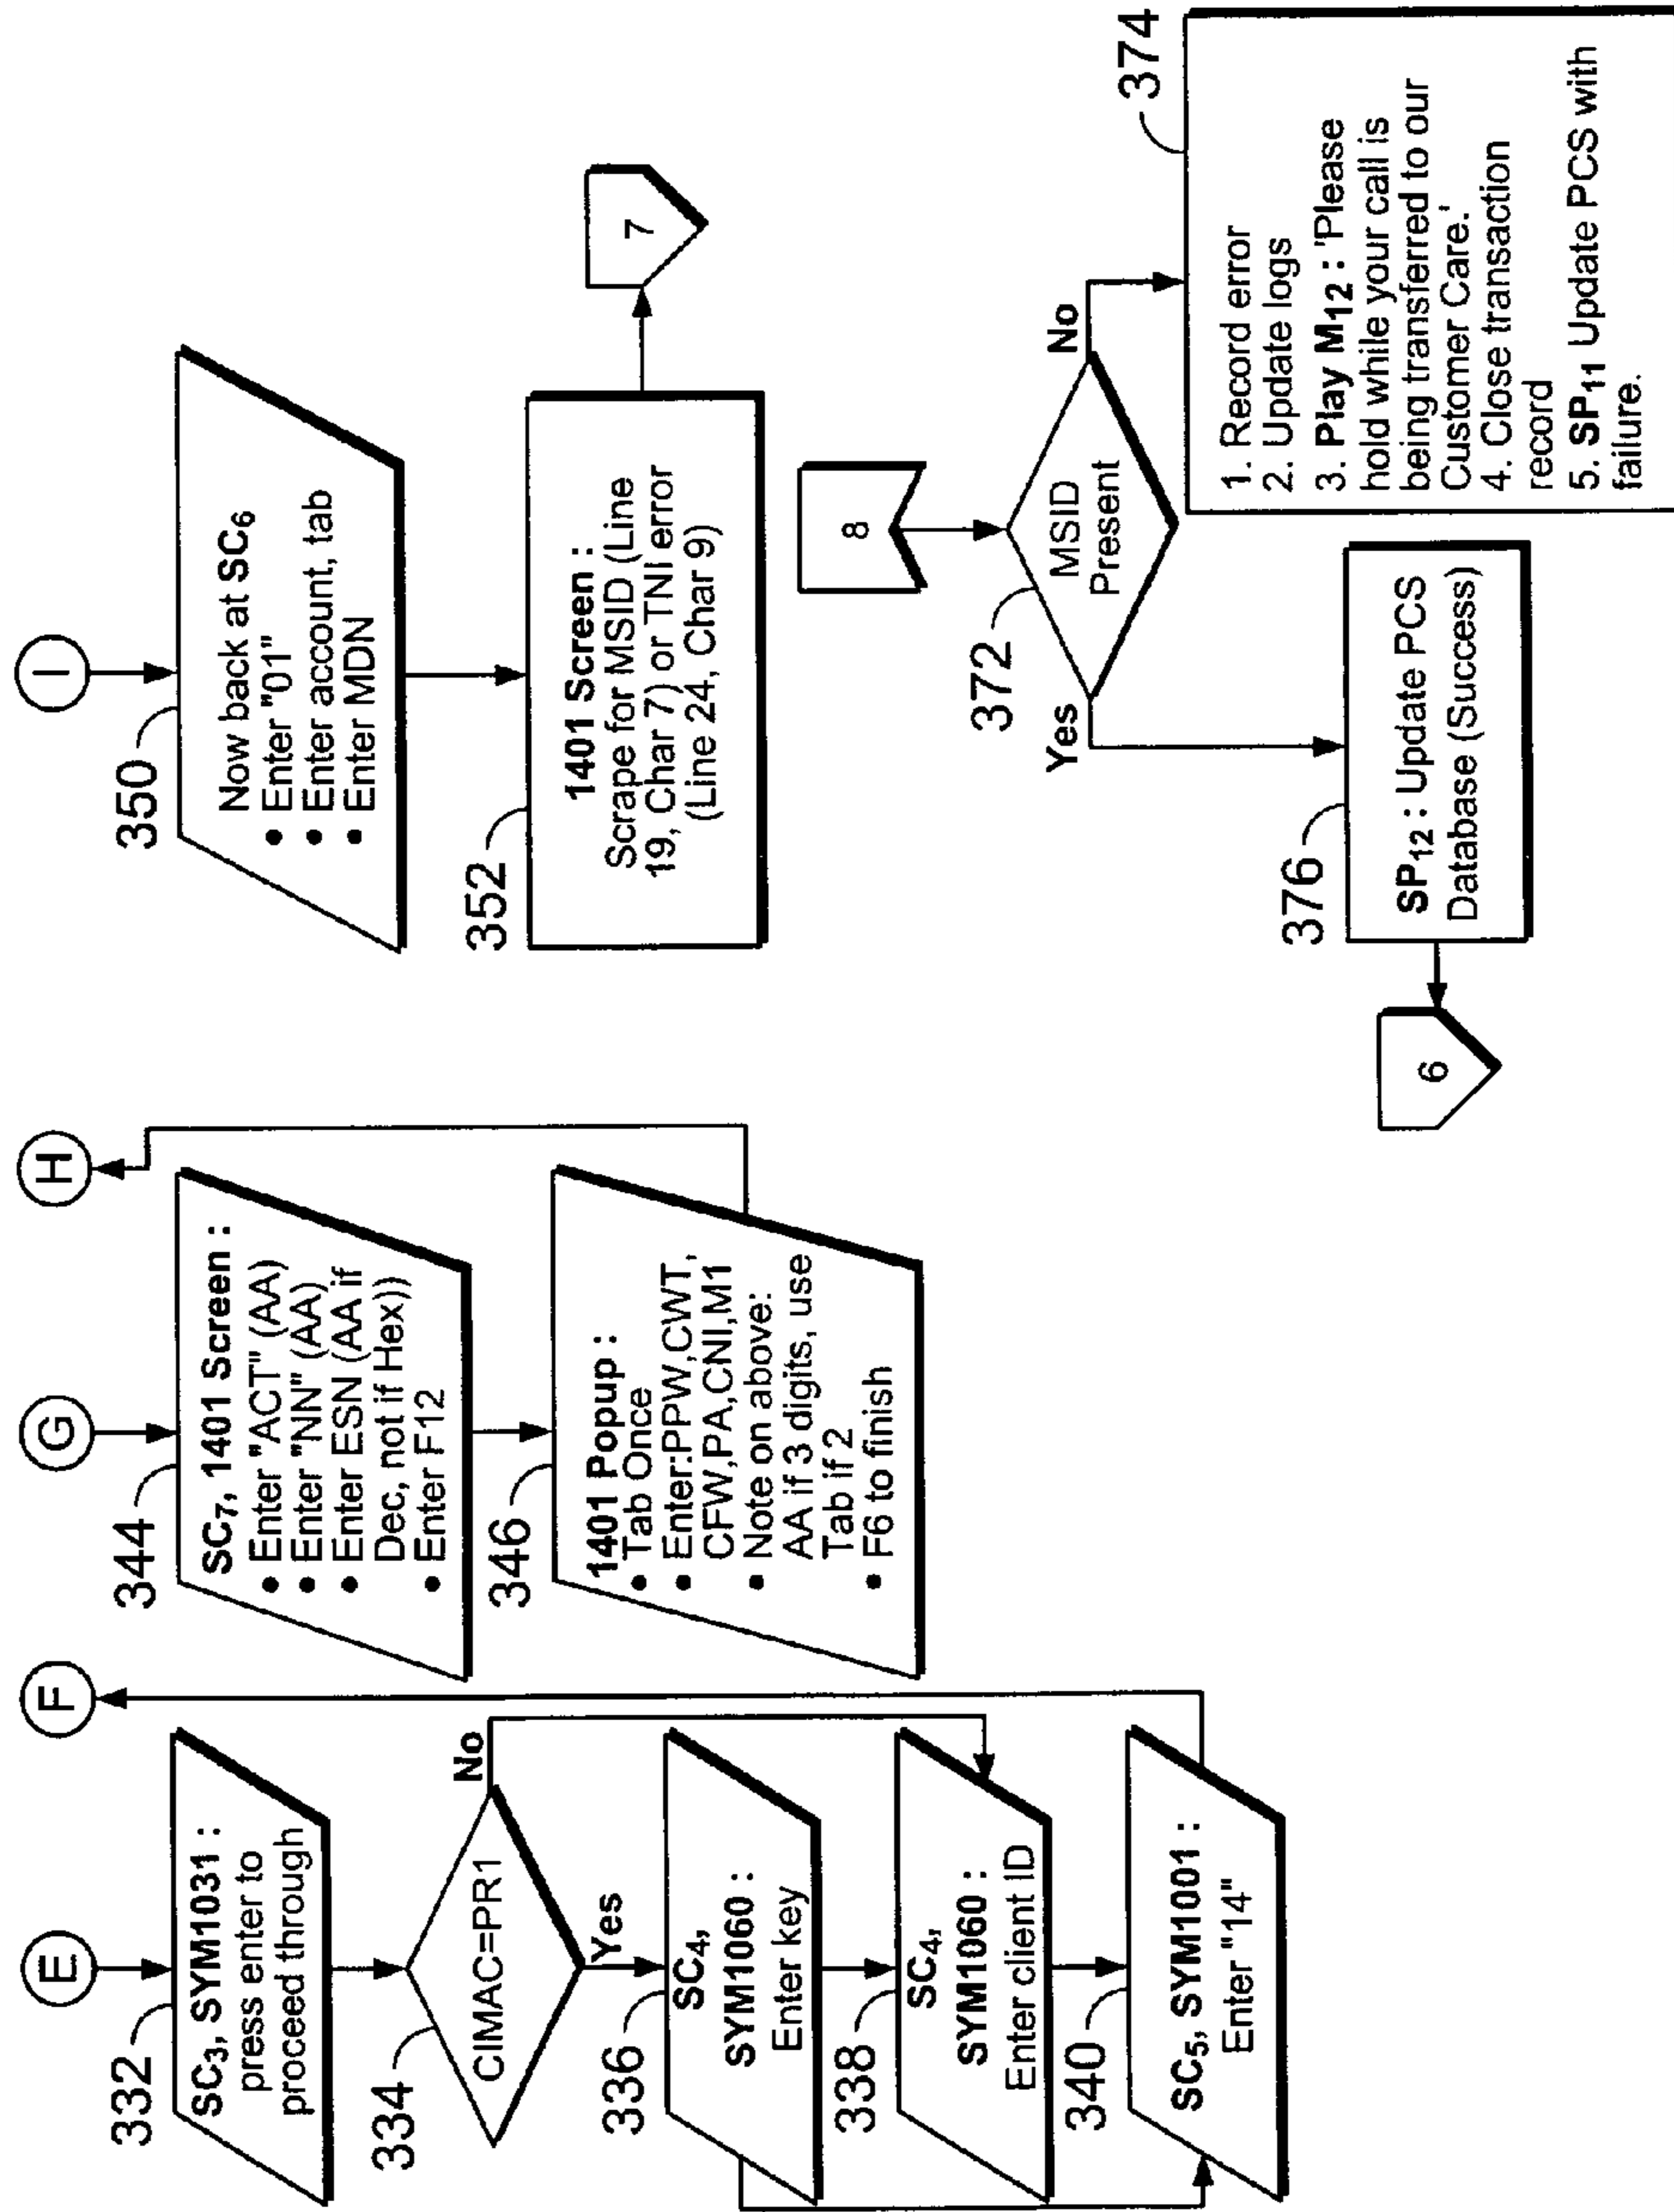 E
332
SC3, SYM1031 :
press enter to
proceed through
334
CIMAC=PR1
No
Yes
336
SC4,
SYM1060 :
Enter key
338
SC4,
SYM1060 :
Enter client ID
340
SC5, SYM1001 :
Enter "14"
F
G
344
SC7, 1401 Screen :
• Enter "ACT" (AA)
• Enter "NN" (AA)
• Enter ESN (AA if
Dec, not if Hex))
• Enter F12
346
1401 Popup :
• Tab Once
• Enter:PPW,CWT,
CFW,PA,CNI,M1
• Note on above:
AA if 3 digits, use
Tab if 2
• F6 to finish
H
I
350
Now back at SC6
• Enter "01"
• Enter account, tab
• Enter MDN
352
1401 Screen :
Scrape for MSID (Line
19, Char 7) or TNI error
(Line 24, Char 9)
7
8
372
MSID
Present
Yes
No
374
1. Record error
2. Update logs
3. Play M12 : 'Please
hold while your call is
being transferred to our
Customer Care.'
4. Close transaction
record
5. SP11 Update PCS with
failure.
376
SP12 : Update PCS
Database (Success)
6